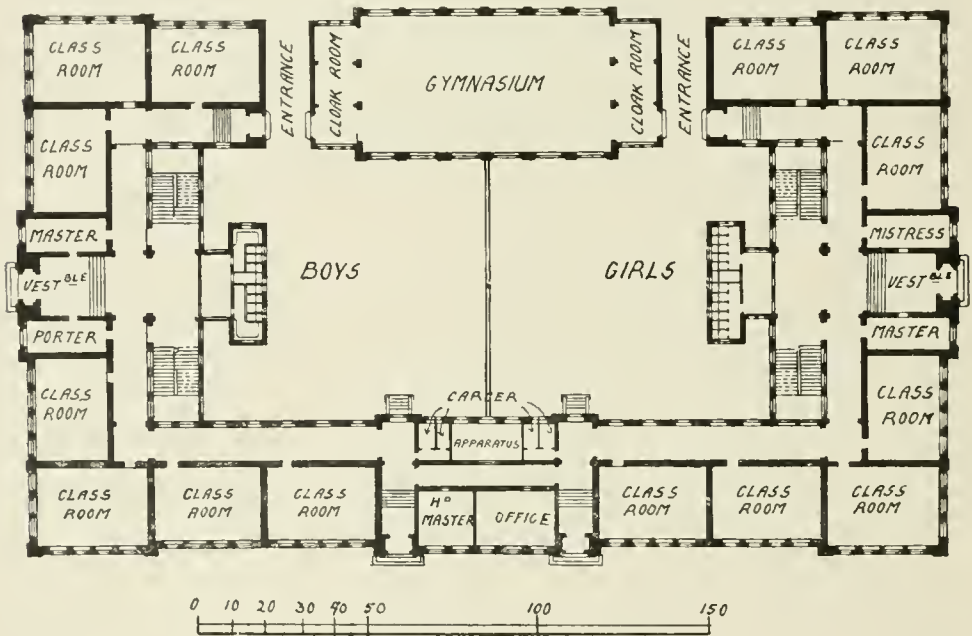 CLASS
ROOM
CLASS
ROOM
ENTRANCE
CLOAK ROOM
GYMNASIUM
CLOAK ROOM
ENTRANCE
CLASS
ROOM
CLASS
ROOM
CLASS
ROOM
CLASS
ROOM
MASTER
MISTRESS
VEST BLE
BOYS
GIRLS
VEST BLE
PORTER
MASTER
CLASS
ROOM
CARCER
CLASS
ROOM
APPARATUS
CLASS
ROOM
CLASS
ROOM
CLASS
ROOM
HD
MASTER
OFFICE
CLASS
ROOM
CLASS
ROOM
CLASS
ROOM
0 10 20 30 40 50 100 150